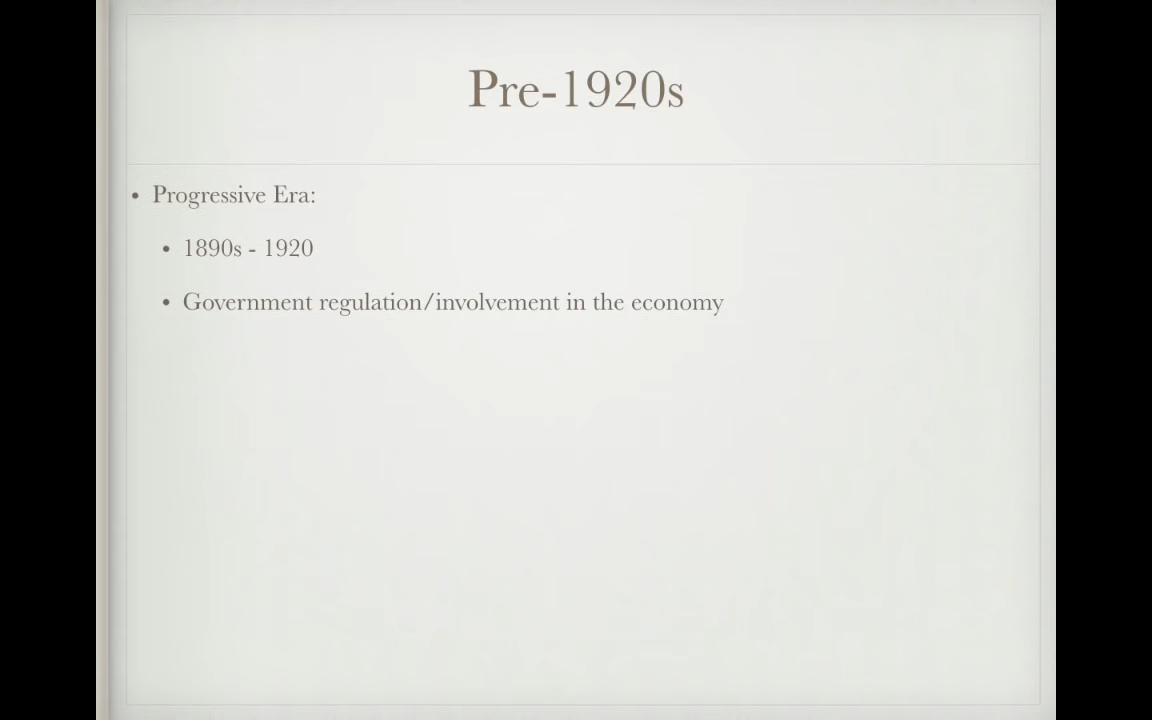 Pre-1920s
• Progressive Era:
• 1890s - 1920
• Government regulation/involvement in the economy